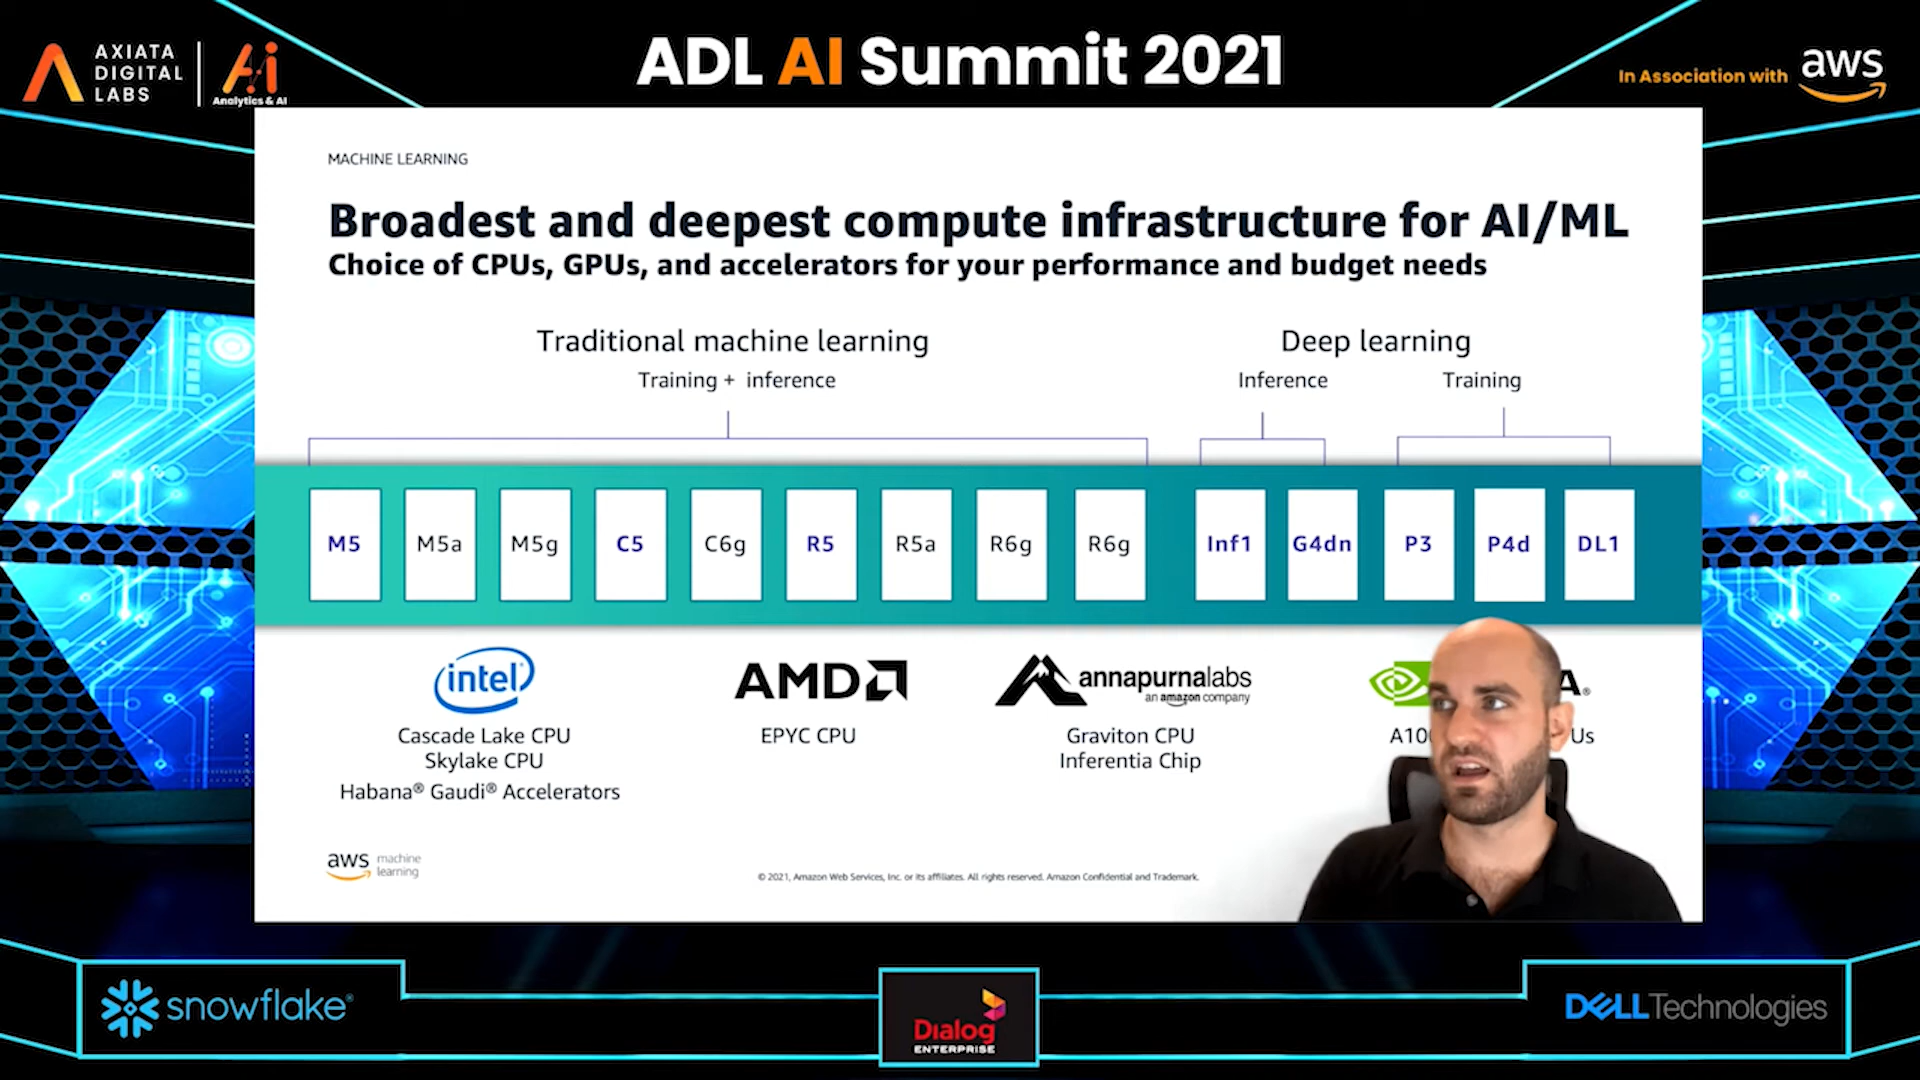 AXIATA
DIGITAL
LABS
Ai
Analytics & AI
ADL AI Summit 2021
In Association with aws
MACHINE LEARNING
Broadest and deepest compute infrastructure for AI/ML
Choice of CPUs, GPUs, and accelerators for your performance and budget needs
Traditional machine learning
Training + inference
Deep learning
Inference Training
M5 M5a M5g C5 C6g R5 R5a R6g R6g Inf1 G4dn P3 P4d DL1
intel®
Cascade Lake CPU
Skylake CPU
Habana® Gaudi® Accelerators
AMD
EPYC CPU
annapurnalabs
an amazon company
Graviton CPU
Inferentia Chip
aws machine learning
© 2021, Amazon Web Services, Inc. or its affiliates. All rights reserved. Amazon Confidential and Trademark.
snowflake®
Dialog
ENTERPRISE
DELL Technologies